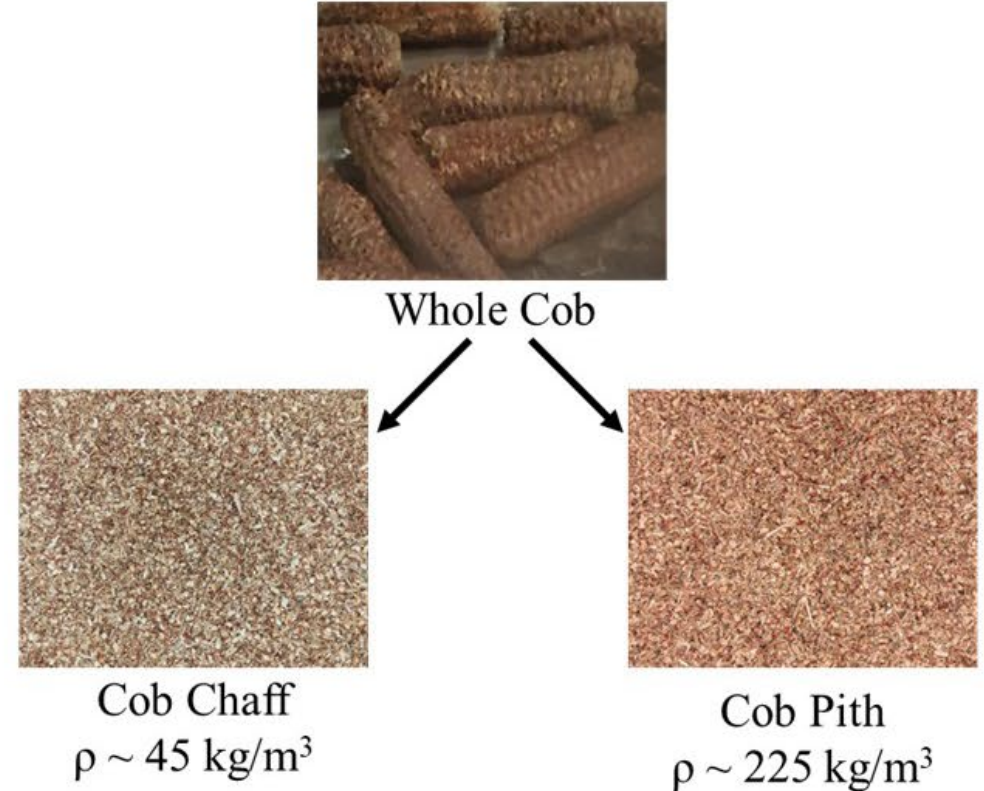 Whole Cob
Cob Chaff
ρ ~ 45 kg/m³
Cob Pith
ρ ~ 225 kg/m³